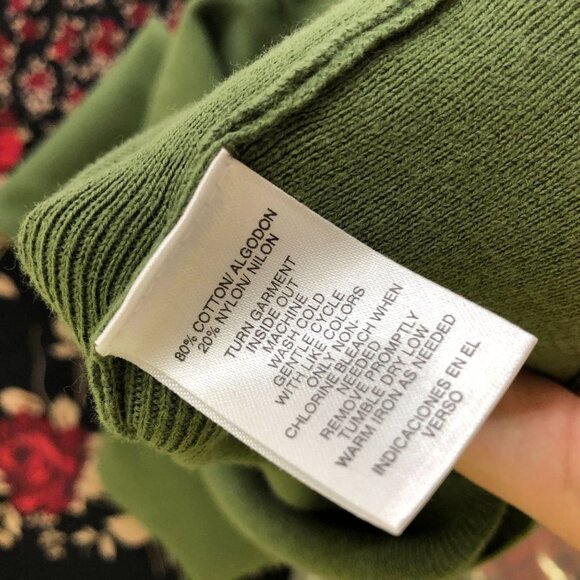 80% COTTON/ ALGODON
20% NYLON/ NILON
TURN GARMENT
INSIDE OUT
MACHINE
WASH COLD
GENTLE CYCLE
WITH LIKE COLORS
ONLY NON-
CHLORINE BLEACH WHEN
NEEDED
REMOVE PROMPTLY
TUMBLE DRY LOW
WARM IRON AS NEEDED
INDICACIONES EN EL
VERSO